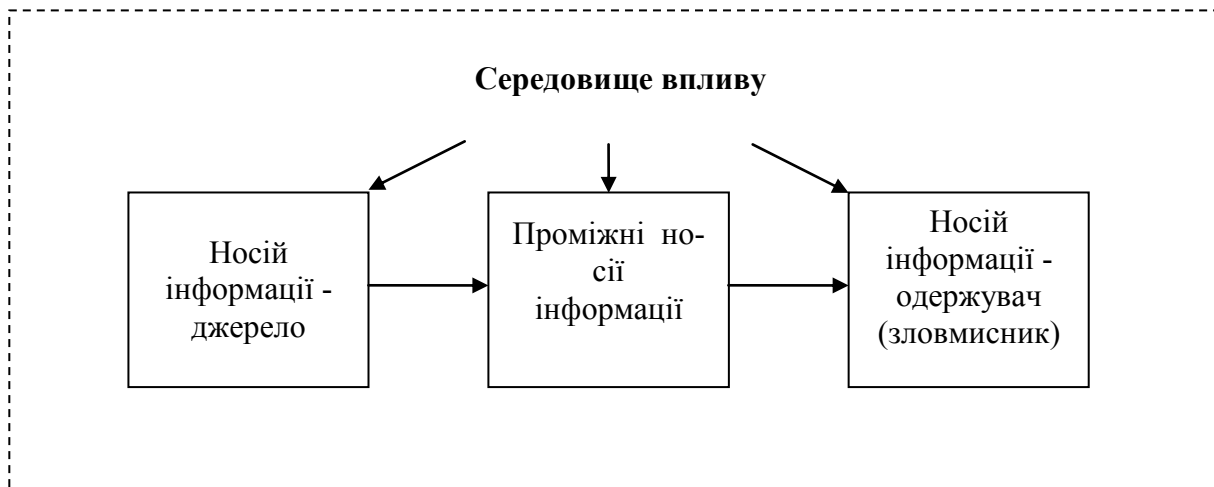 Середовище впливу
Носій
інформації -
джерело
Проміжні но-
сії
інформації
Носій
інформації -
одержувач
(зловмисник)